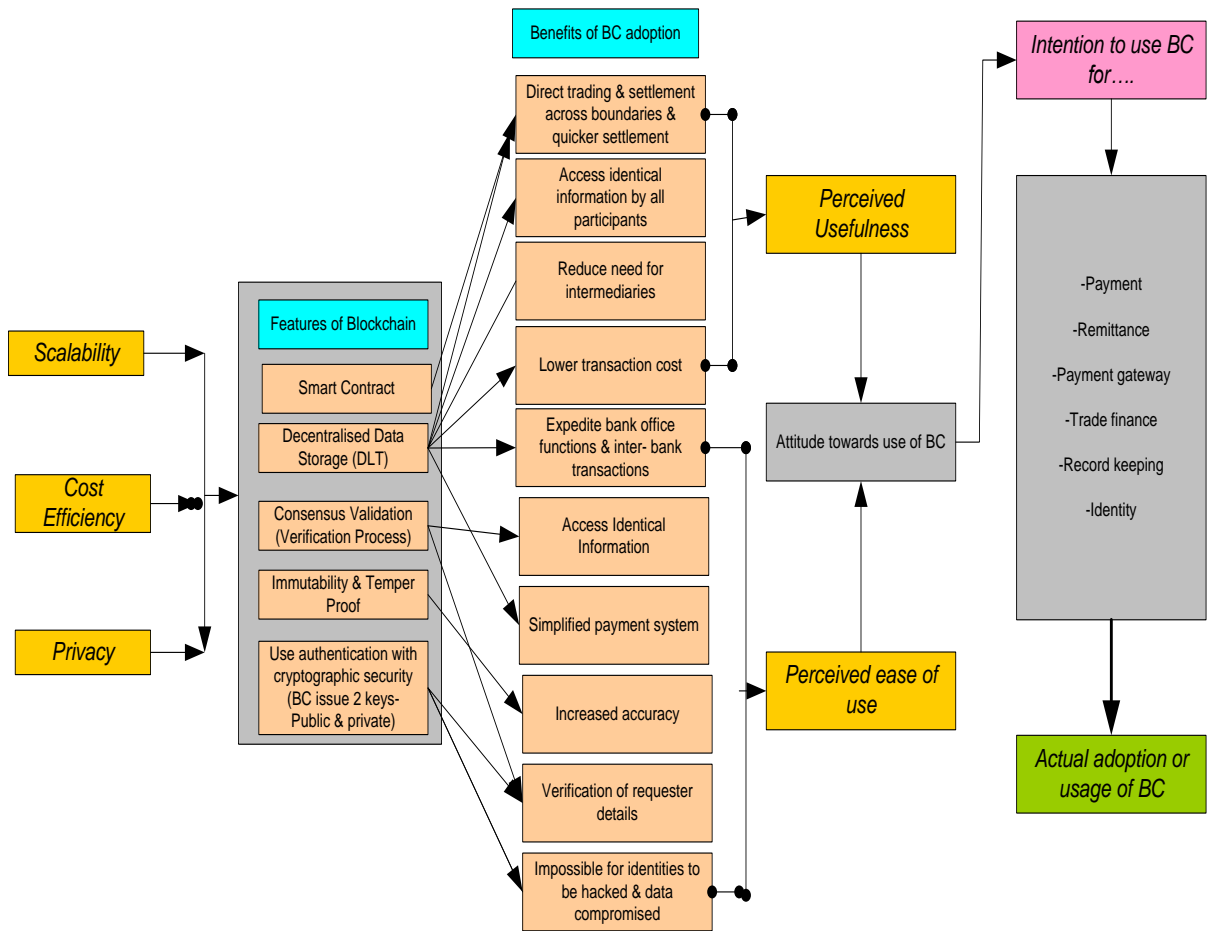 Scalability
Cost
Efficiency
Privacy
Features of Blockchain
Smart Contract
Decentralised Data
Storage (DLT)
Consensus Validation
(Verification Process)
Immutability & Temper
Proof
Use authentication with
cryptographic security
(BC issue 2 keys-
Public & private)
Benefits of BC adoption
Direct trading & settlement
across boundaries &
quicker settlement
Access identical
information by all
participants
Reduce need for
intermediaries
Lower transaction cost
Expedite bank office
functions & inter- bank
transactions
Access Identical
Information
Simplified payment system
Increased accuracy
Verification of requester
details
Impossible for identities to
be hacked & data
compromised
Perceived
Usefulness
Attitude towards use of BC
Perceived ease of
use
Intention to use BC
for….
-Payment
-Remittance
-Payment gateway
-Trade finance
-Record keeping
-Identity
Actual adoption or
usage of BC